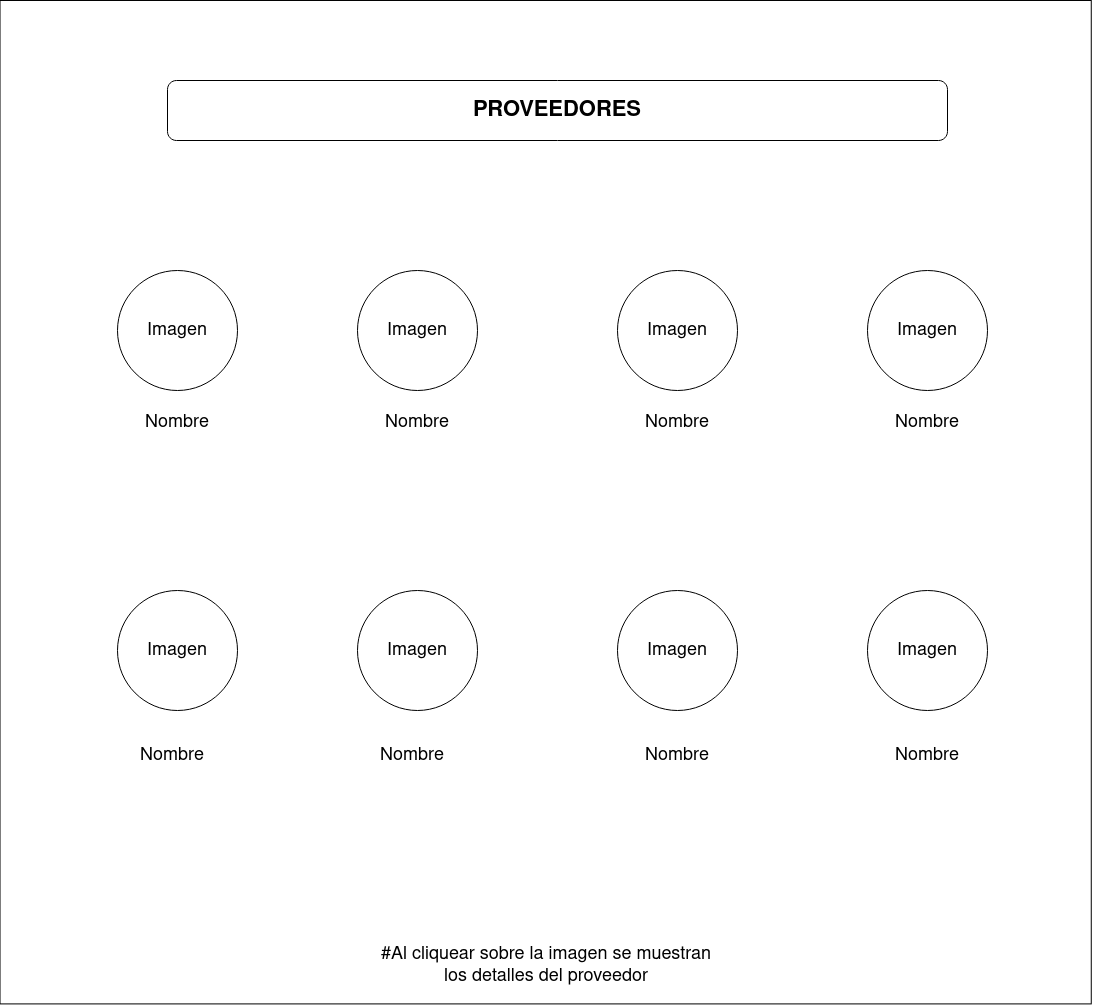 PROVEEDORES
Imagen Imagen Imagen Imagen
Nombre Nombre Nombre Nombre
Imagen Imagen Imagen Imagen
Nombre Nombre Nombre Nombre
#Al cliquear sobre la imagen se muestran
los detalles del proveedor